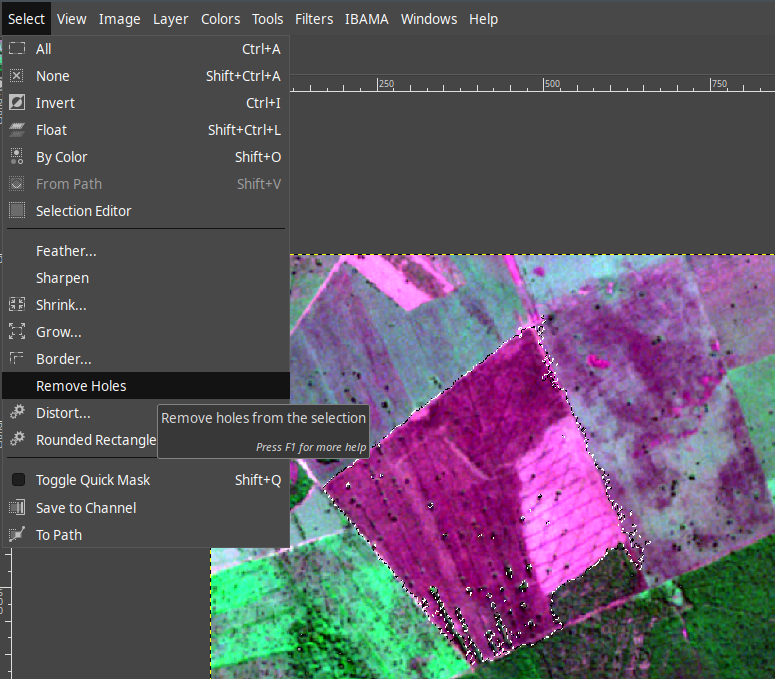 Select View Image Layer Colors Tools Filters IBAMA Windows Help
All Ctrl+A
None Shift+Ctrl+A
Invert Ctrl+I
Float Shift+Ctrl+L
By Color Shift+O
From Path Shift+V
Selection Editor
Feather...
Sharpen
Shrink...
Grow...
Border...
Remove Holes
Distort...
Rounded Rectangle
Remove holes from the selection
Press F1 for more help
Toggle Quick Mask Shift+Q
Save to Channel
To Path
250 500 750